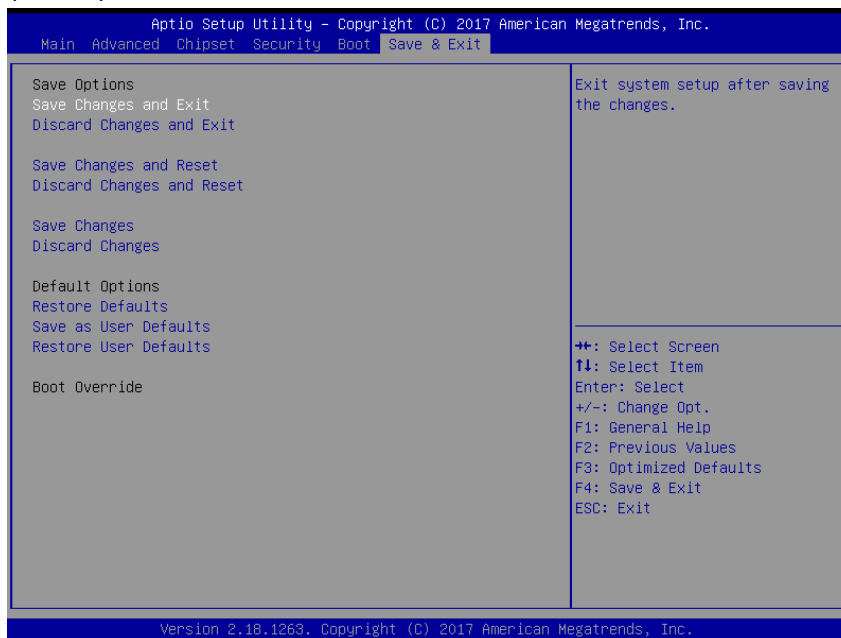 Aptio Setup Utility – Copyright (C) 2017 American Megatrends, Inc.
Main Advanced Chipset Security Boot Save & Exit
Save Options
Save Changes and Exit
Discard Changes and Exit
Save Changes and Reset
Discard Changes and Reset
Save Changes
Discard Changes
Default Options
Restore Defaults
Save as User Defaults
Restore User Defaults
Boot Override
Exit system setup after saving
the changes.
→←: Select Screen
↑↓: Select Item
Enter: Select
+/-: Change Opt.
F1: General Help
F2: Previous Values
F3: Optimized Defaults
F4: Save & Exit
ESC: Exit
Version 2.18.1263. Copyright (C) 2017 American Megatrends, Inc.